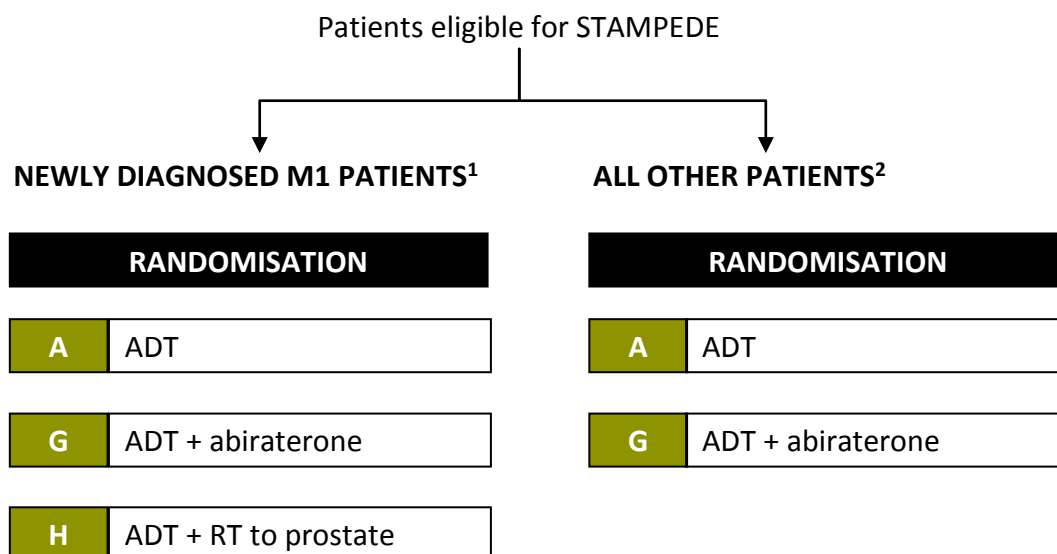 Patients eligible for STAMPEDE
NEWLY DIAGNOSED M1 PATIENTS¹
RANDOMISATION
A ADT
G ADT + abiraterone
H ADT + RT to prostate
ALL OTHER PATIENTS²
RANDOMISATION
A ADT
G ADT + abiraterone